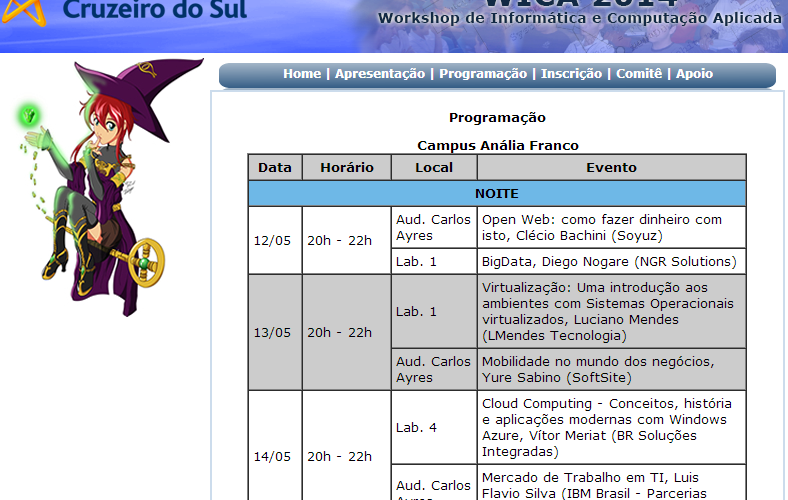 Cruzeiro do Sul
WICA 2014
Workshop de Informática e Computação Aplicada
Home | Apresentação | Programação | Inscrição | Comitê | Apoio
Programação
Campus Anália Franco
Data Horário Local Evento
NOITE
12/05 20h - 22h
Aud. Carlos
Ayres
Open Web: como fazer dinheiro com
isto, Clécio Bachini (Soyuz)
Lab. 1
BigData, Diego Nogare (NGR Solutions)
13/05 20h - 22h
Lab. 1
Virtualização: Uma introdução aos
ambientes com Sistemas Operacionais
virtualizados, Luciano Mendes
(LMendes Tecnologia)
Aud. Carlos
Ayres
Mobilidade no mundo dos negócios,
Yure Sabino (SoftSite)
14/05 20h - 22h
Lab. 4
Cloud Computing - Conceitos, história
e aplicações modernas com Windows
Azure, Vítor Meriat (BR Soluções
Integradas)
Aud. Carlos
Ayres
Mercado de Trabalho em TI, Luis
Flavio Silva (IBM Brasil - Parcerias